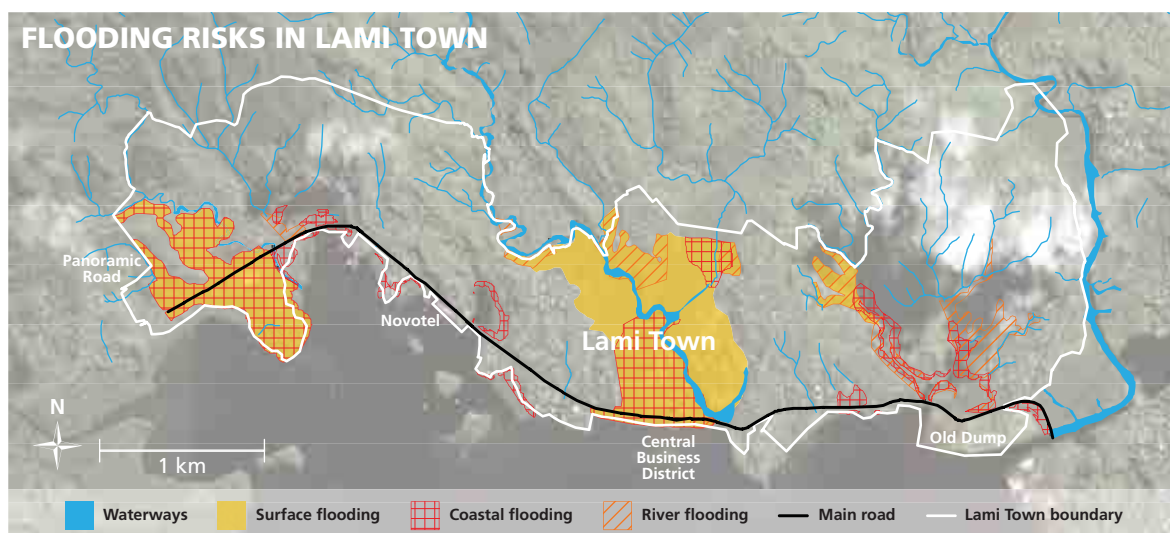 FLOODING RISKS IN LAMI TOWN
Panoramic
Road
Novotel
Lami Town
Central
Business
District
Old Dump
N
1 km
Waterways
Surface flooding
Coastal flooding
River flooding
Main road
Lami Town boundary